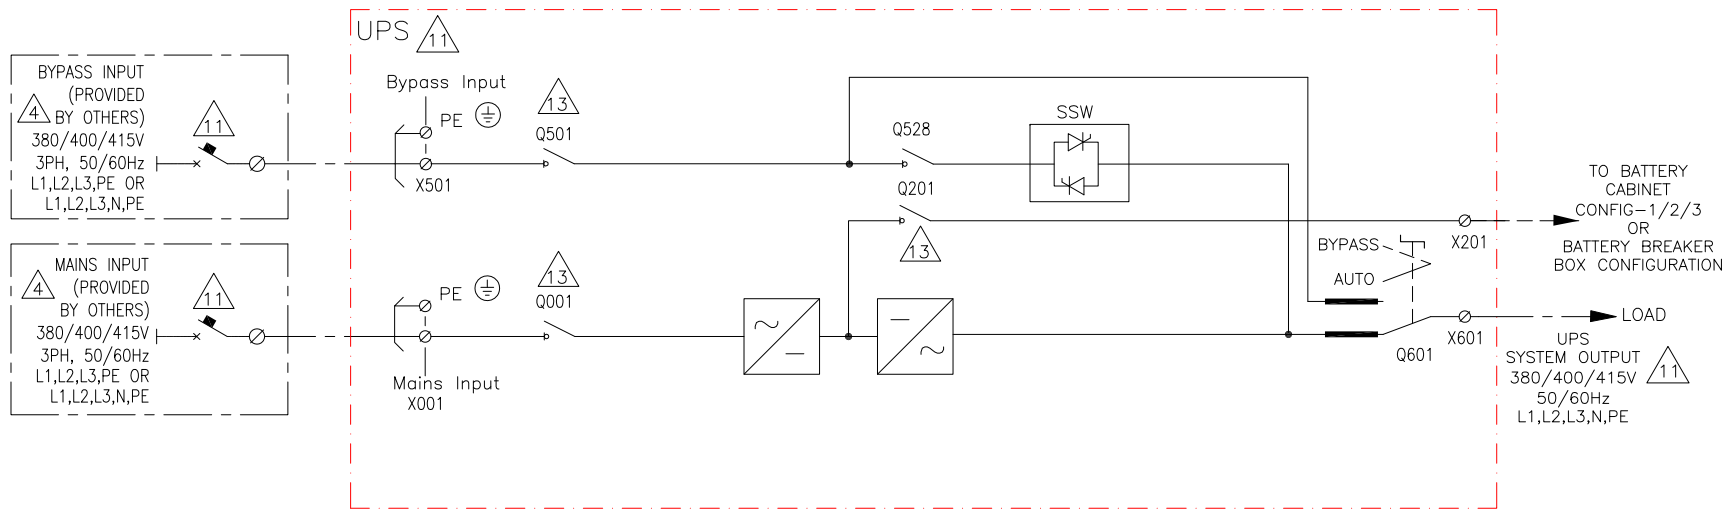 UPS
11
BYPASS INPUT
(PROVIDED
4
BY OTHERS)
380/400/415V
3PH, 50/60Hz
L1,L2,L3,PE OR
L1,L2,L3,N,PE
11
Bypass Input
PE
X501
13
Q501
Q528
SSW
Q201
13
X201
TO BATTERY
CABINET
CONFIG-1/2/3
OR
BATTERY BREAKER
BOX CONFIGURATION
MAINS INPUT
4
(PROVIDED
BY OTHERS)
380/400/415V
3PH, 50/60Hz
L1,L2,L3,PE OR
L1,L2,L3,N,PE
11
PE
Mains Input
X001
13
Q001
BYPASS
AUTO
Q601
X601
LOAD
UPS
SYSTEM OUTPUT
11
380/400/415V
50/60Hz
L1,L2,L3,N,PE